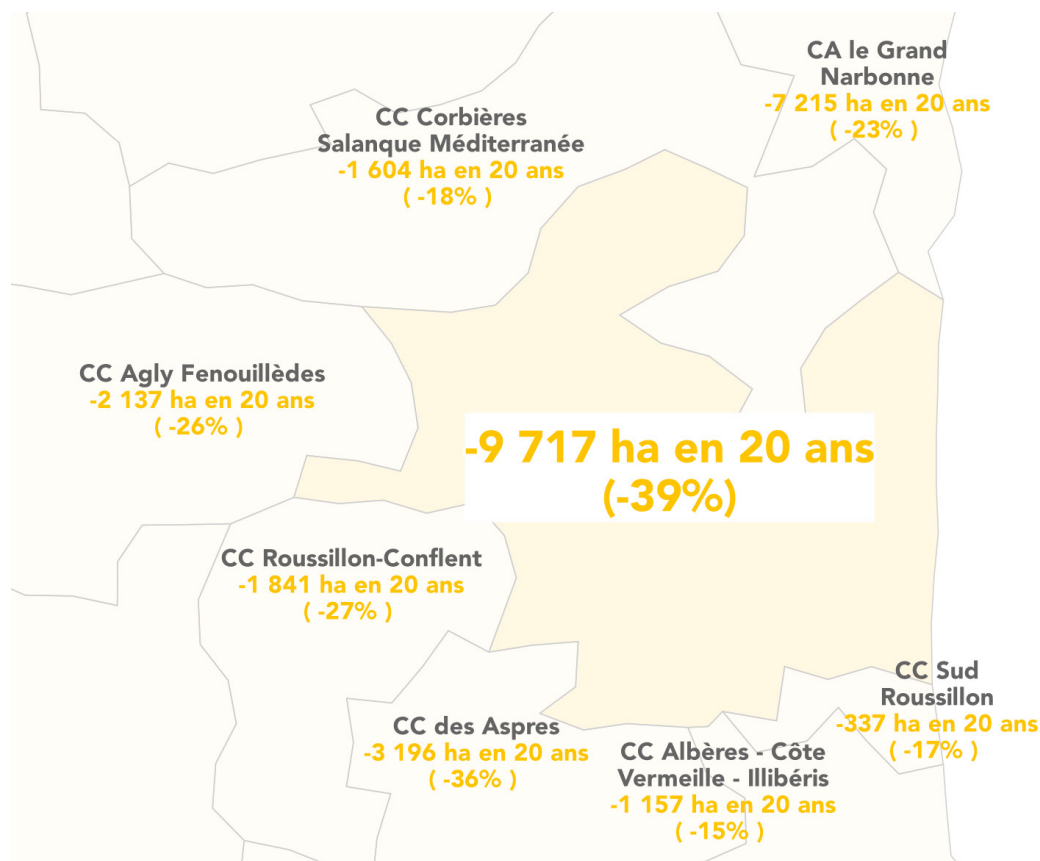 CA le Grand
Narbonne
-7 215 ha en 20 ans
( -23% )
CC Corbières
Salanque Méditerranée
-1 604 ha en 20 ans
( -18% )
CC Agly Fenouillèdes
-2 137 ha en 20 ans
( -26% )
-9 717 ha en 20 ans
(-39%)
CC Roussillon-Conflent
-1 841 ha en 20 ans
( -27% )
CC Sud
Roussillon
-337 ha en 20 ans
( -17% )
CC des Aspres
-3 196 ha en 20 ans
( -36% )
CC Albères - Côte
Vermeille - Illibéris
-1 157 ha en 20 ans
( -15% )